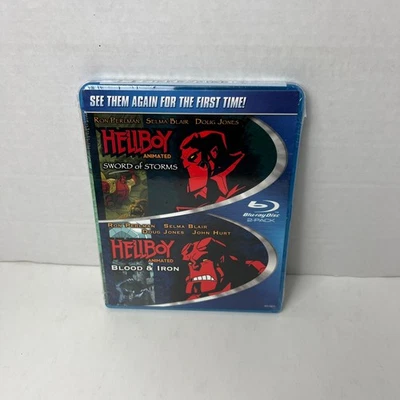 SEE THEM AGAIN FOR THE FIRST TIME!
RON PERLMAN SELMA BLAIR DOUG JONES
HELLBOY
ANIMATED
SWORD OF STORMS
Blu-ray Disc
2-PACK
RON PERLMAN SELMA BLAIR
DOUG JONES JOHN HURT
HELLBOY
ANIMATED
BLOOD & IRON